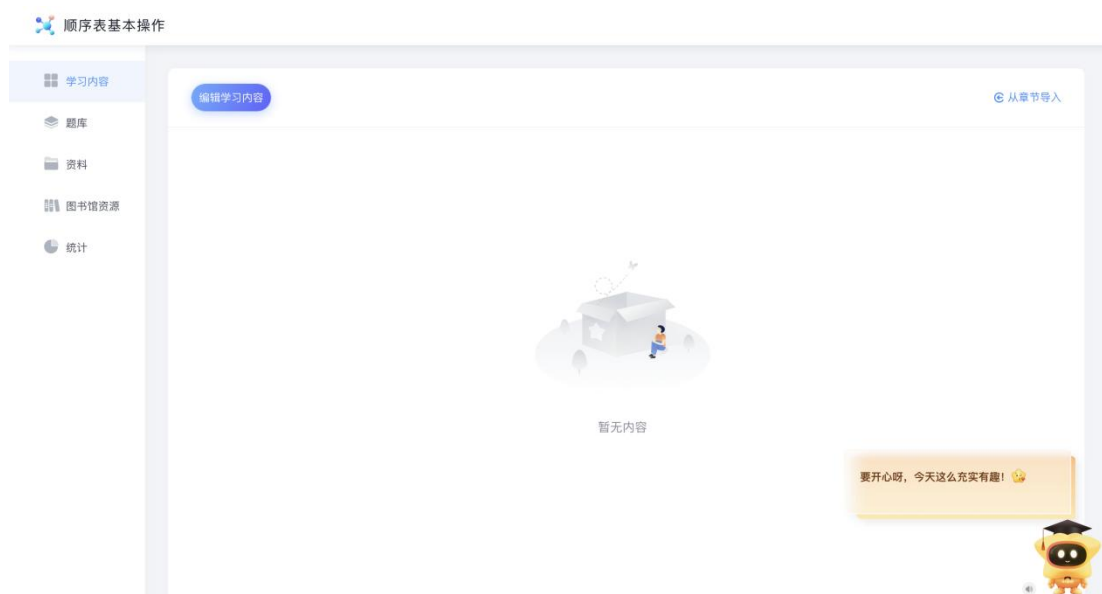 顺序表基本操作
学习内容
题库
资料
图书馆资源
统计
编辑学习内容
从章节导入
暂无内容
要开心呀，今天这么充实有趣！